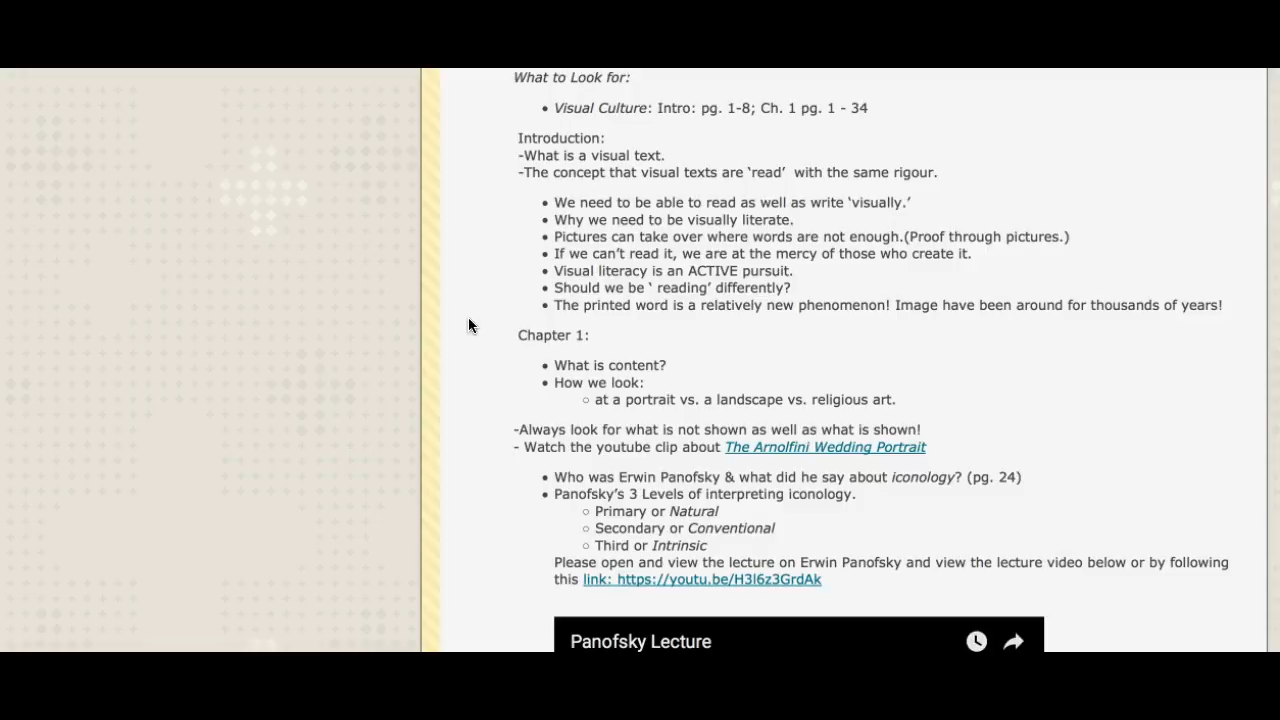 What to Look for:
• Visual Culture: Intro: pg. 1-8; Ch. 1 pg. 1 - 34
Introduction:
-What is a visual text.
-The concept that visual texts are ‘read’  with the same rigour.
• We need to be able to read as well as write ‘visually.’
• Why we need to be visually literate.
• Pictures can take over where words are not enough.(Proof through pictures.)
• If we can’t read it, we are at the mercy of those who create it.
• Visual literacy is an ACTIVE pursuit.
• Should we be ‘ reading’ differently?
• The printed word is a relatively new phenomenon! Image have been around for thousands of years!
Chapter 1:
• What is content?
• How we look:
○ at a portrait vs. a landscape vs. religious art.
-Always look for what is not shown as well as what is shown!
- Watch the youtube clip about The Arnolfini Wedding Portrait
• Who was Erwin Panofsky & what did he say about iconology? (pg. 24)
• Panofsky’s 3 Levels of interpreting iconology.
○ Primary or Natural
○ Secondary or Conventional
○ Third or Intrinsic
Please open and view the lecture on Erwin Panofsky and view the lecture video below or by following
this link: https://youtu.be/H3l6z3GrdAk
Panofsky Lecture